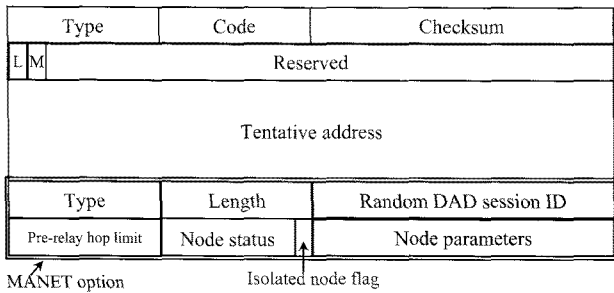 Type Code Checksum
L M Reserved
Tentative address
Type Length Random DAD session ID
Pre-relay hop limit Node status Node parameters
MANET option Isolated node flag